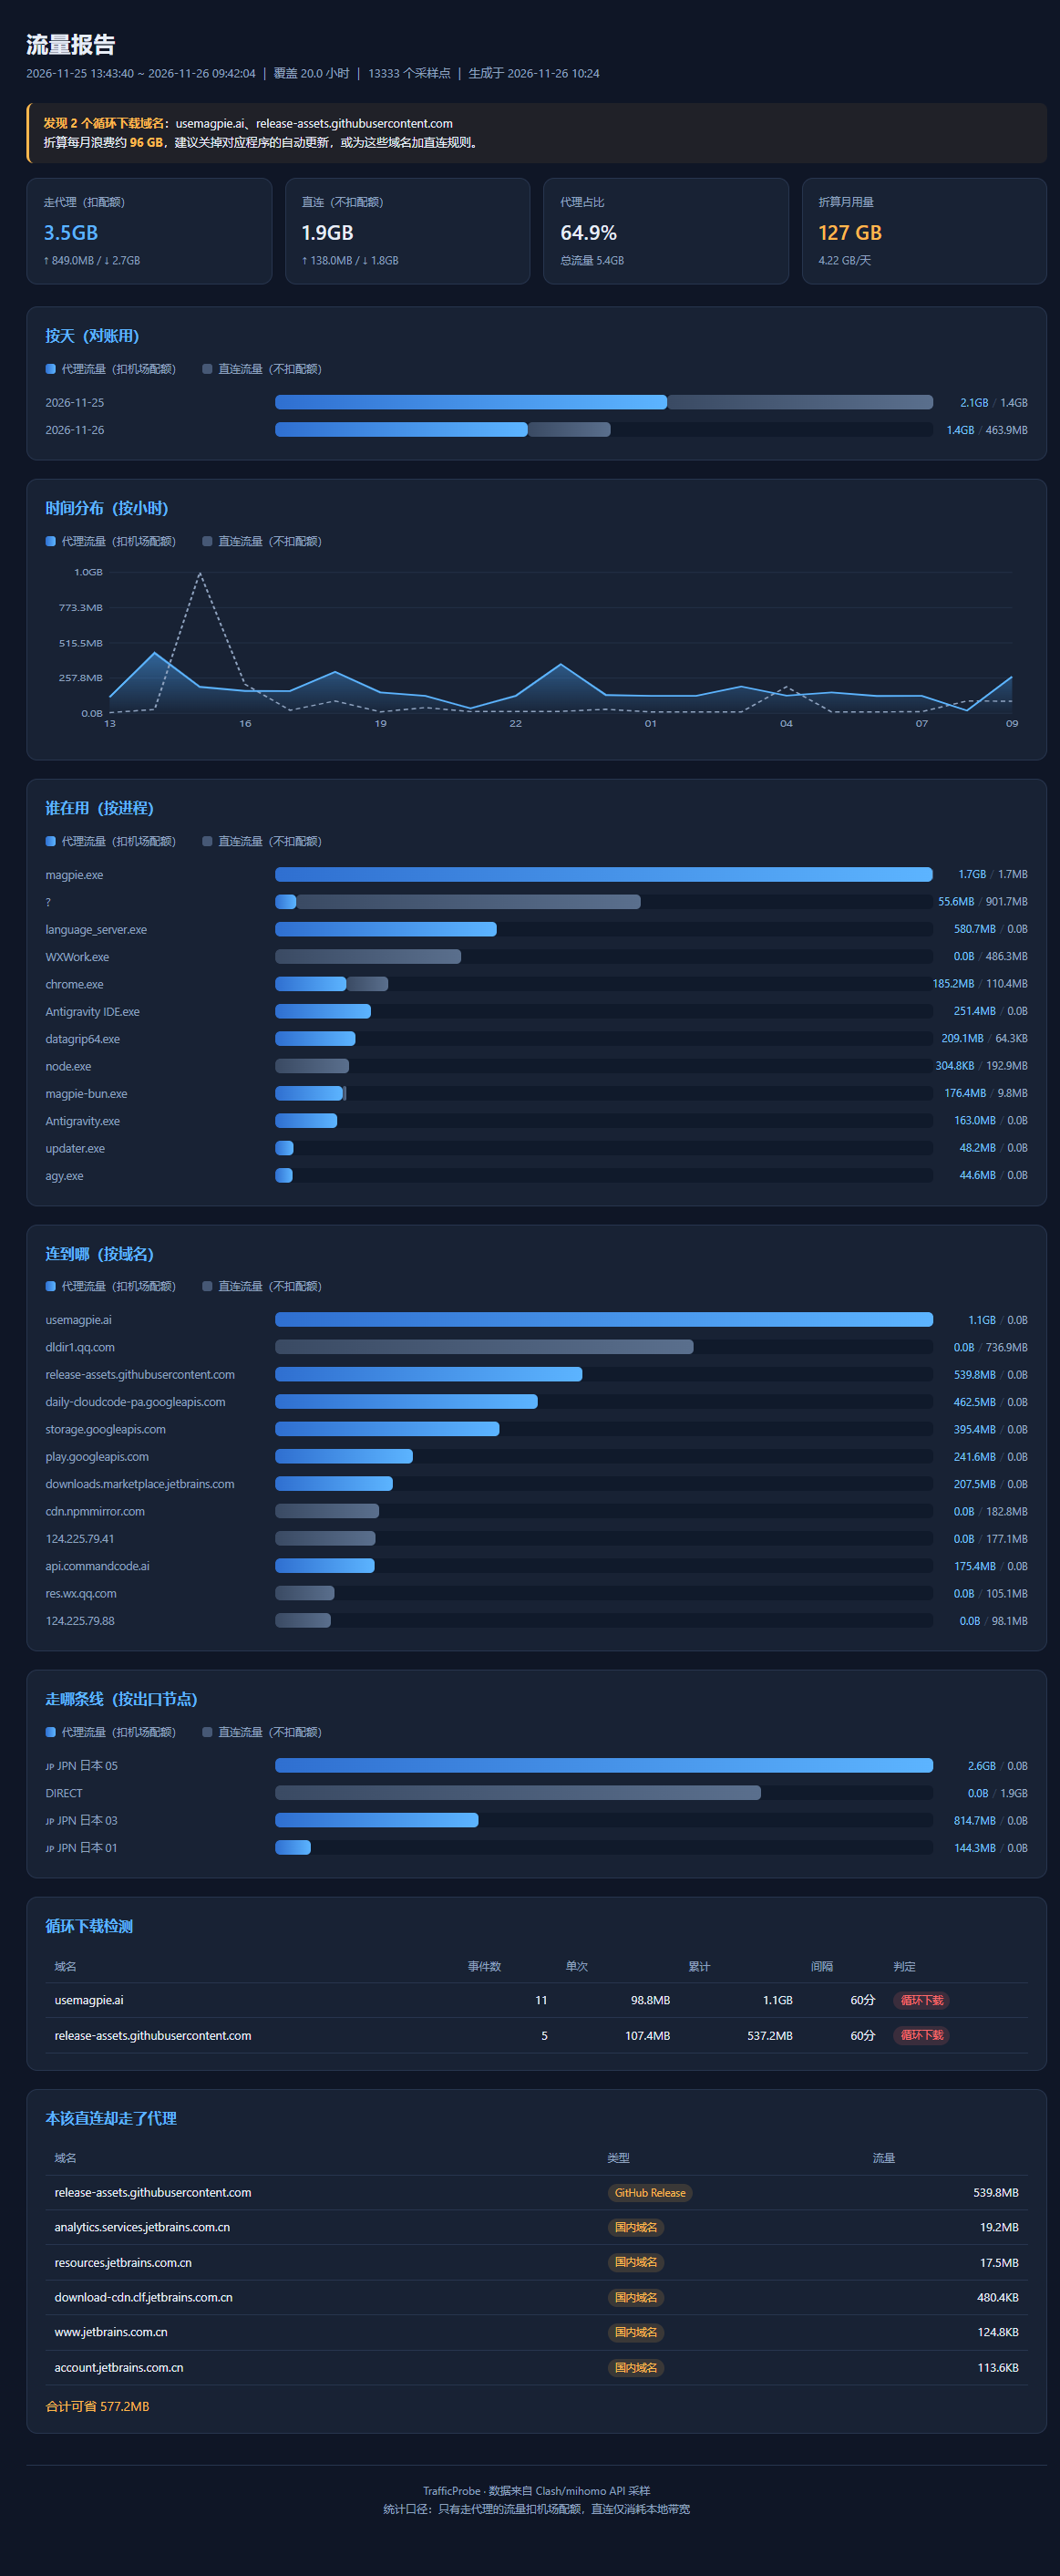 流量报告
2026-11-25 13:43:40 ~ 2026-11-26 09:42:04 | 覆盖 20.0 小时 | 13333 个采样点 | 生成于 2026-11-26 10:24
发现 2 个循环下载域名：usemagpie.ai、release-assets.githubusercontent.com
折算每月浪费约 96 GB，建议关掉对应程序的自动更新，或为这些域名加直连规则。
走代理（扣配额）
3.5GB
↑ 849.0MB / ↓ 2.7GB
直连（不扣配额）
1.9GB
↑ 138.0MB / ↓ 1.8GB
代理占比
64.9%
总流量 5.4GB
折算月用量
127 GB
4.22 GB/天
按天（对账用）
代理流量（扣机场配额） 直连流量（不扣配额）
2026-11-25 2.1GB / 1.4GB
2026-11-26 1.4GB / 463.9MB
时间分布（按小时）
代理流量（扣机场配额） 直连流量（不扣配额）
1.0GB
773.3MB
515.5MB
257.8MB
0.0B
13 16 19 22 01 04 07 09
谁在用（按进程）
代理流量（扣机场配额） 直连流量（不扣配额）
magpie.exe 1.7GB / 1.7MB
? 55.6MB / 901.7MB
language_server.exe 580.7MB / 0.0B
WXWork.exe 0.0B / 486.3MB
chrome.exe 185.2MB / 110.4MB
Antigravity IDE.exe 251.4MB / 0.0B
datagrip64.exe 209.1MB / 64.3KB
node.exe 304.8KB / 192.9MB
magpie-bun.exe 176.4MB / 9.8MB
Antigravity.exe 163.0MB / 0.0B
updater.exe 48.2MB / 0.0B
agy.exe 44.6MB / 0.0B
连到哪（按域名）
代理流量（扣机场配额） 直连流量（不扣配额）
usemagpie.ai 1.1GB / 0.0B
dldir1.qq.com 0.0B / 736.9MB
release-assets.githubusercontent.com 539.8MB / 0.0B
daily-cloudcode-pa.googleapis.com 462.5MB / 0.0B
storage.googleapis.com 395.4MB / 0.0B
play.googleapis.com 241.6MB / 0.0B
downloads.marketplace.jetbrains.com 207.5MB / 0.0B
cdn.npmmirror.com 0.0B / 182.8MB
124.225.79.41 0.0B / 177.1MB
api.commandcode.ai 175.4MB / 0.0B
res.wx.qq.com 0.0B / 105.1MB
124.225.79.88 0.0B / 98.1MB
走哪条线（按出口节点）
代理流量（扣机场配额） 直连流量（不扣配额）
JP JPN 日本 05 2.6GB / 0.0B
DIRECT 0.0B / 1.9GB
JP JPN 日本 03 814.7MB / 0.0B
JP JPN 日本 01 144.3MB / 0.0B
循环下载检测
域名 事件数 单次 累计 间隔 判定
usemagpie.ai 11 98.8MB 1.1GB 60分 循环下载
release-assets.githubusercontent.com 5 107.4MB 537.2MB 60分 循环下载
本该直连却走了代理
域名 类型 流量
release-assets.githubusercontent.com GitHub Release 539.8MB
analytics.services.jetbrains.com.cn 国内域名 19.2MB
resources.jetbrains.com.cn 国内域名 17.5MB
download-cdn.clf.jetbrains.com.cn 国内域名 480.4KB
www.jetbrains.com.cn 国内域名 124.8KB
account.jetbrains.com.cn 国内域名 113.6KB
合计可省 577.2MB
TrafficProbe · 数据来自 Clash/mihomo API 采样
统计口径：只有走代理的流量扣机场配额，直连仅消耗本地带宽